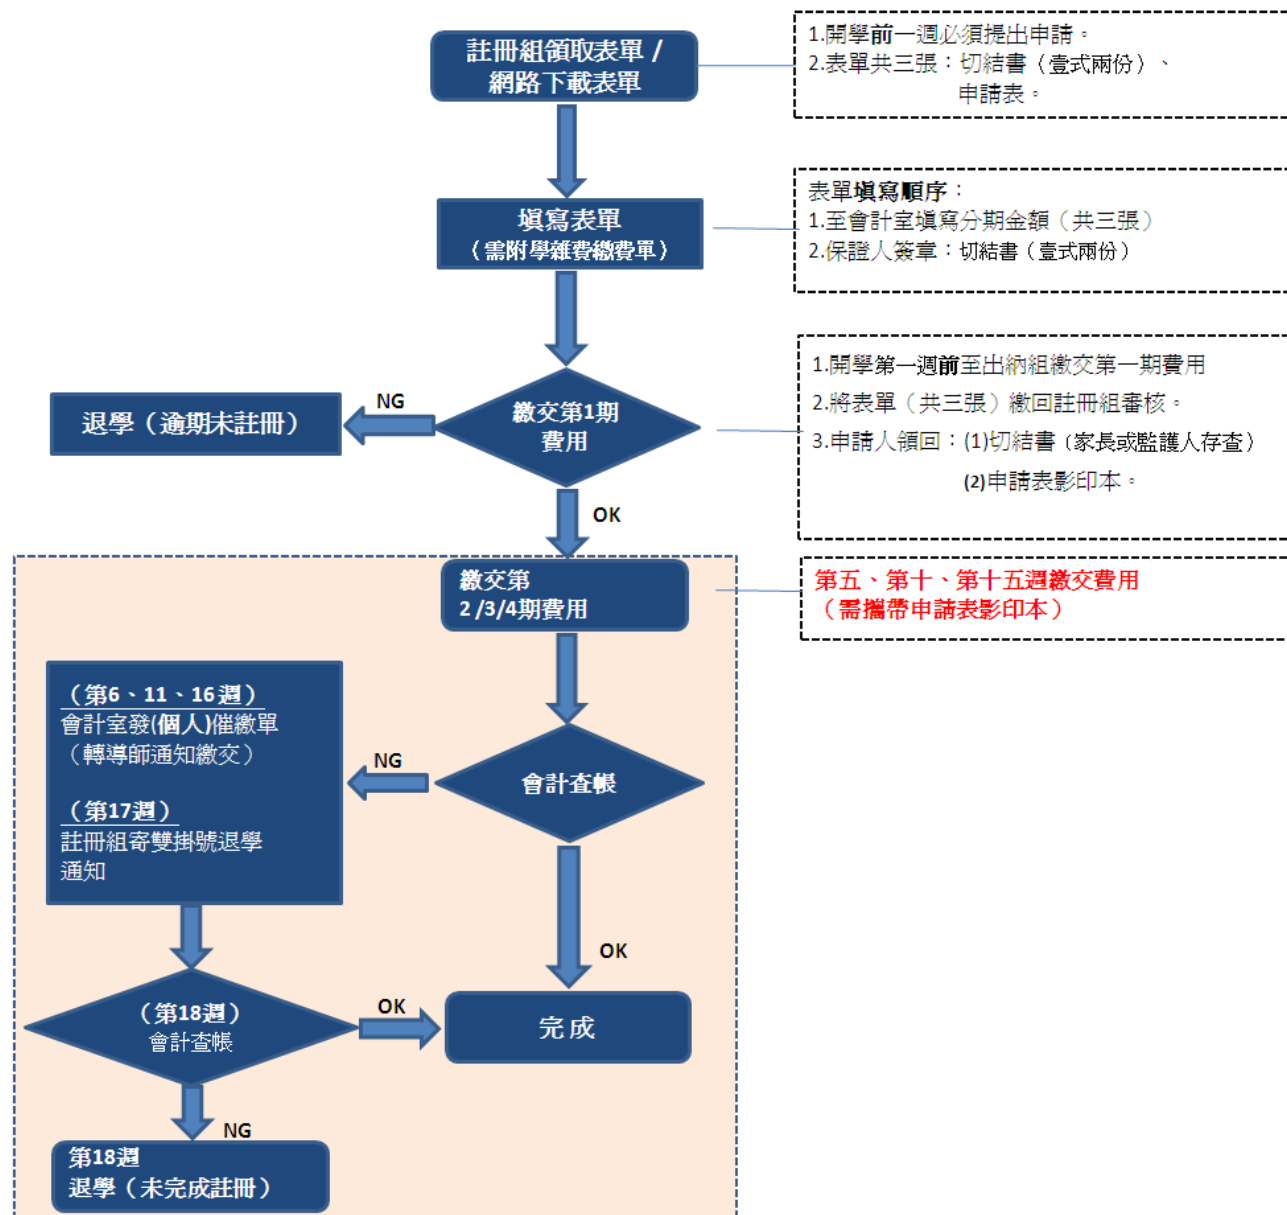 註冊組領取表單 /
網路下載表單
1.開學前一週必須提出申請。
2.表單共三張：切結書（壹式兩份）、
申請表。
填寫表單
（需附學雜費繳費單）
表單填寫順序：
1.至會計室填寫分期金額（共三張）
2.保證人簽章：切結書（壹式兩份）
繳交第1期
費用
NG
退學（逾期未註冊）
1.開學第一週前至出納組繳交第一期費用
2.將表單（共三張）繳回註冊組審核。
3.申請人領回：(1)切結書（家長或監護人存查）
(2)申請表影印本。
OK
繳交第
2 /3/4期費用
第五、第十、第十五週繳交費用
（需攜帶申請表影印本）
會計查帳
NG
（第6、11、16週）
會計室發(個人)催繳單
（轉導師通知繳交）
（第17週）
註冊組寄雙掛號退學
通知
OK
（第18週）
會計查帳
OK
完成
NG
第18週
退學（未完成註冊）